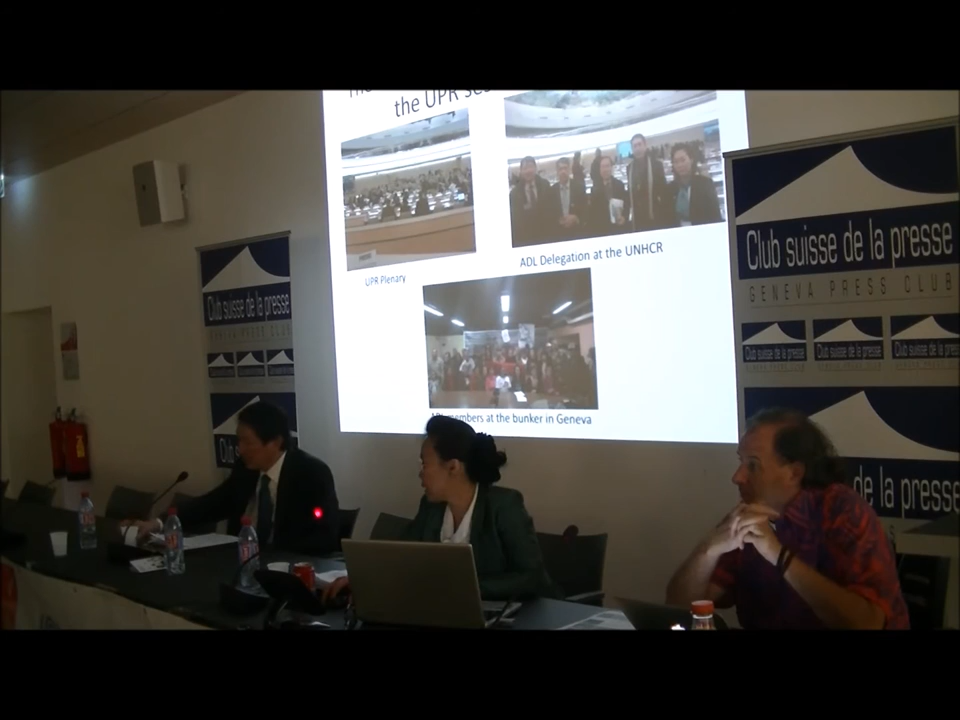 the UPR
UPR Plenary
ADL Delegation at the UNHCR
members at the bunker in Geneva
Club suisse de la presse
Club suisse de la presse
GENEVA PRESS CLUB
Club suisse de la presse
Club suisse de la presse
Club suisse de la presse
de la presse